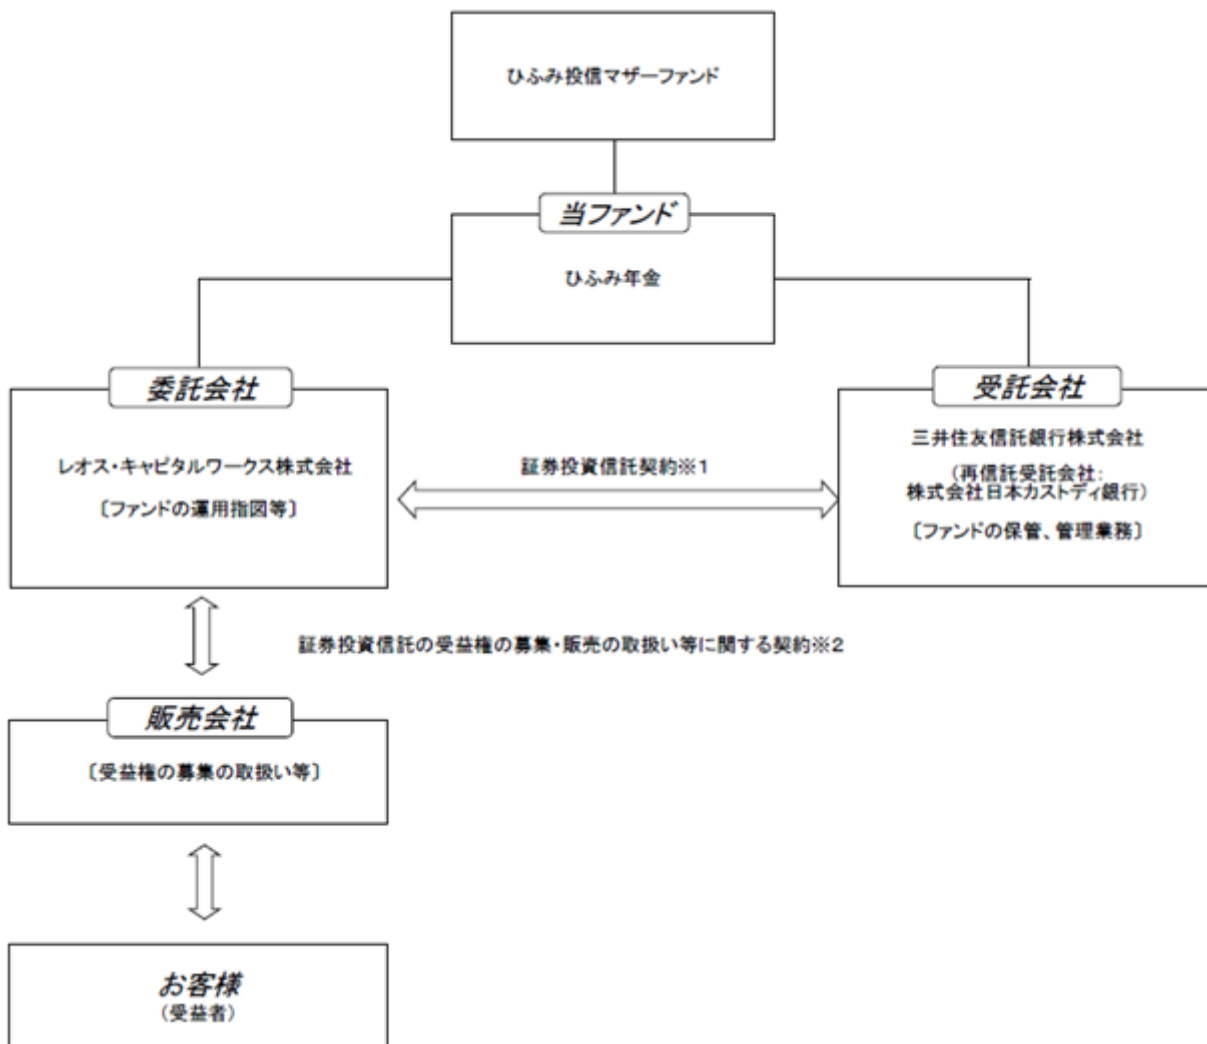 ひふみ投信マザーファンド
当ファンド
ひふみ年金
委託会社
レオス・キャピタルワークス株式会社
〔ファンドの運用指図等〕
証券投資信託契約※1
受託会社
三井住友信託銀行株式会社
(再信託受託会社:
株式会社日本カストディ銀行)
〔ファンドの保管、管理業務〕
証券投資信託の受益権の募集・販売の取扱い等に関する契約※2
販売会社
〔受益権の募集の取扱い等〕
お客様
(受益者)